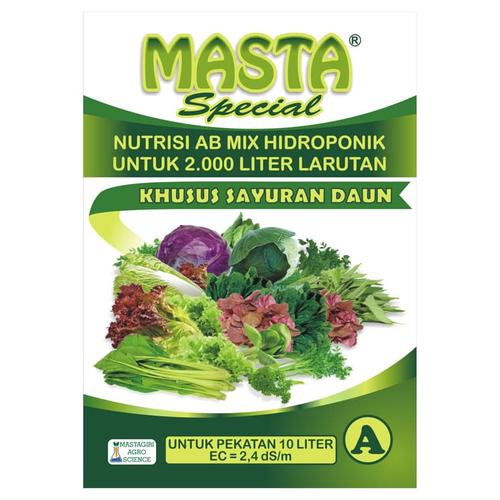 MASTA®
Special
NUTRISI AB MIX HIDROPONIK
UNTUK 2.000 LITER LARUTAN
KHUSUS SAYURAN DAUN
MASTAGIRI
AGRO
SCIENCE
UNTUK PEKATAN 10 LITER
EC = 2,4 dS/m
A